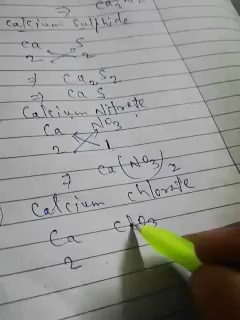 calcium sulphide
Ca S
2 2
⇒ Ca2S2
⇒ Ca S
Calcium Nitrate
Ca NO3
2 1
⇒ Ca(NO3)2
Calcium chlorate
Ca ClO3
2